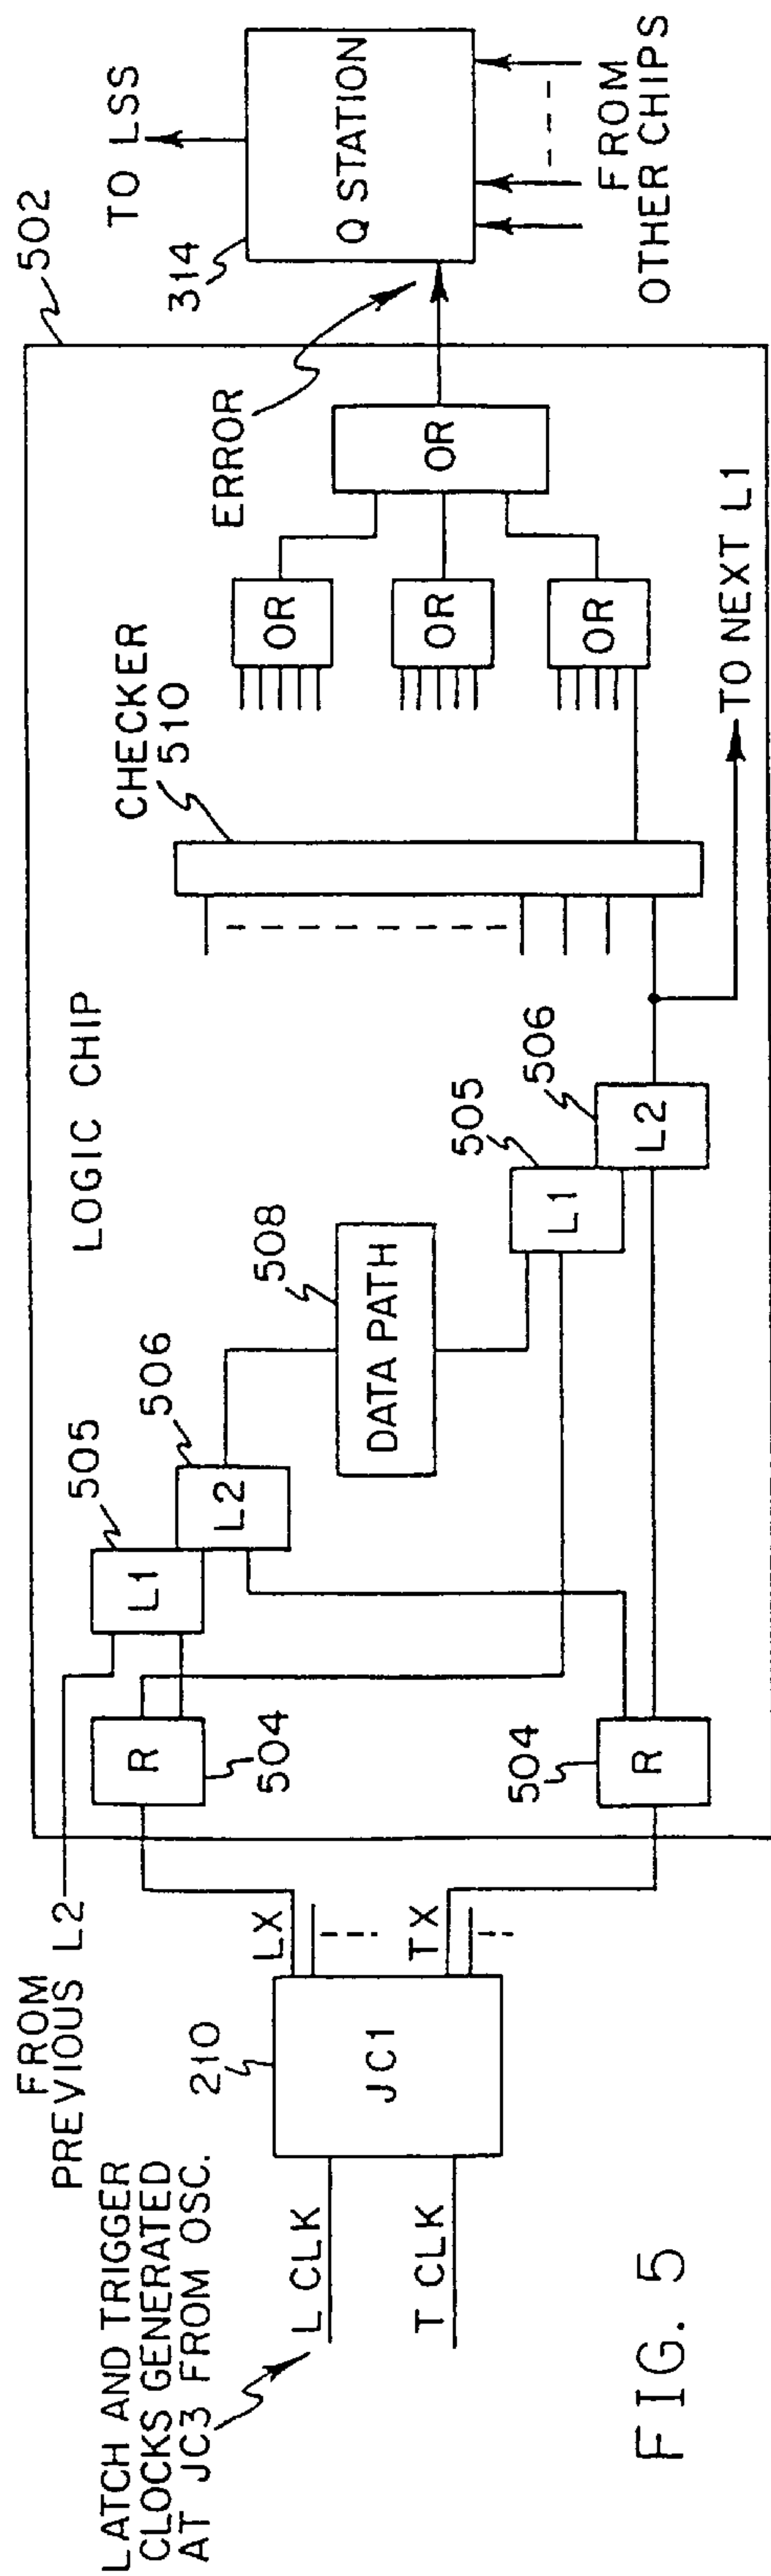 LATCH AND TRIGGER
CLOCKS GENERATED
AT JC3 FROM OSC.
L CLK
T CLK
210
JC1
LX
TX
FROM
PREVIOUS L2
LOGIC CHIP
502
R
504
R
504
505
L1
506
L2
508
DATA PATH
505
L1
506
L2
TO NEXT L1
CHECKER
510
OR
OR
OR
OR
ERROR
314
Q STATION
TO LSS
FROM
OTHER CHIPS
FIG. 5